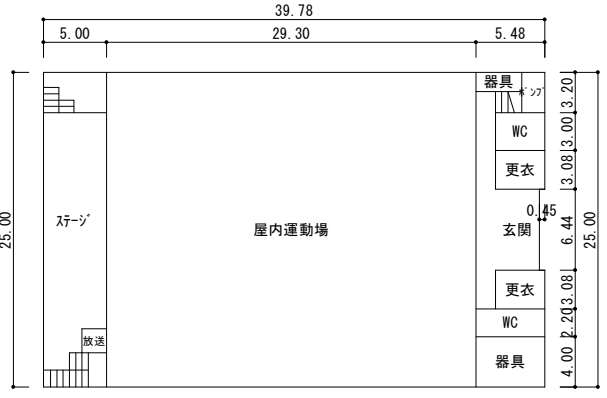 39.78
5.00 29.30 5.48
器具
ポンプ
WC
更衣
ステージ
屋内運動場
玄関
0.45
更衣
WC
放送
器具
25.00
3.20
3.00
3.08
6.44
3.08
2.20
4.00
25.00